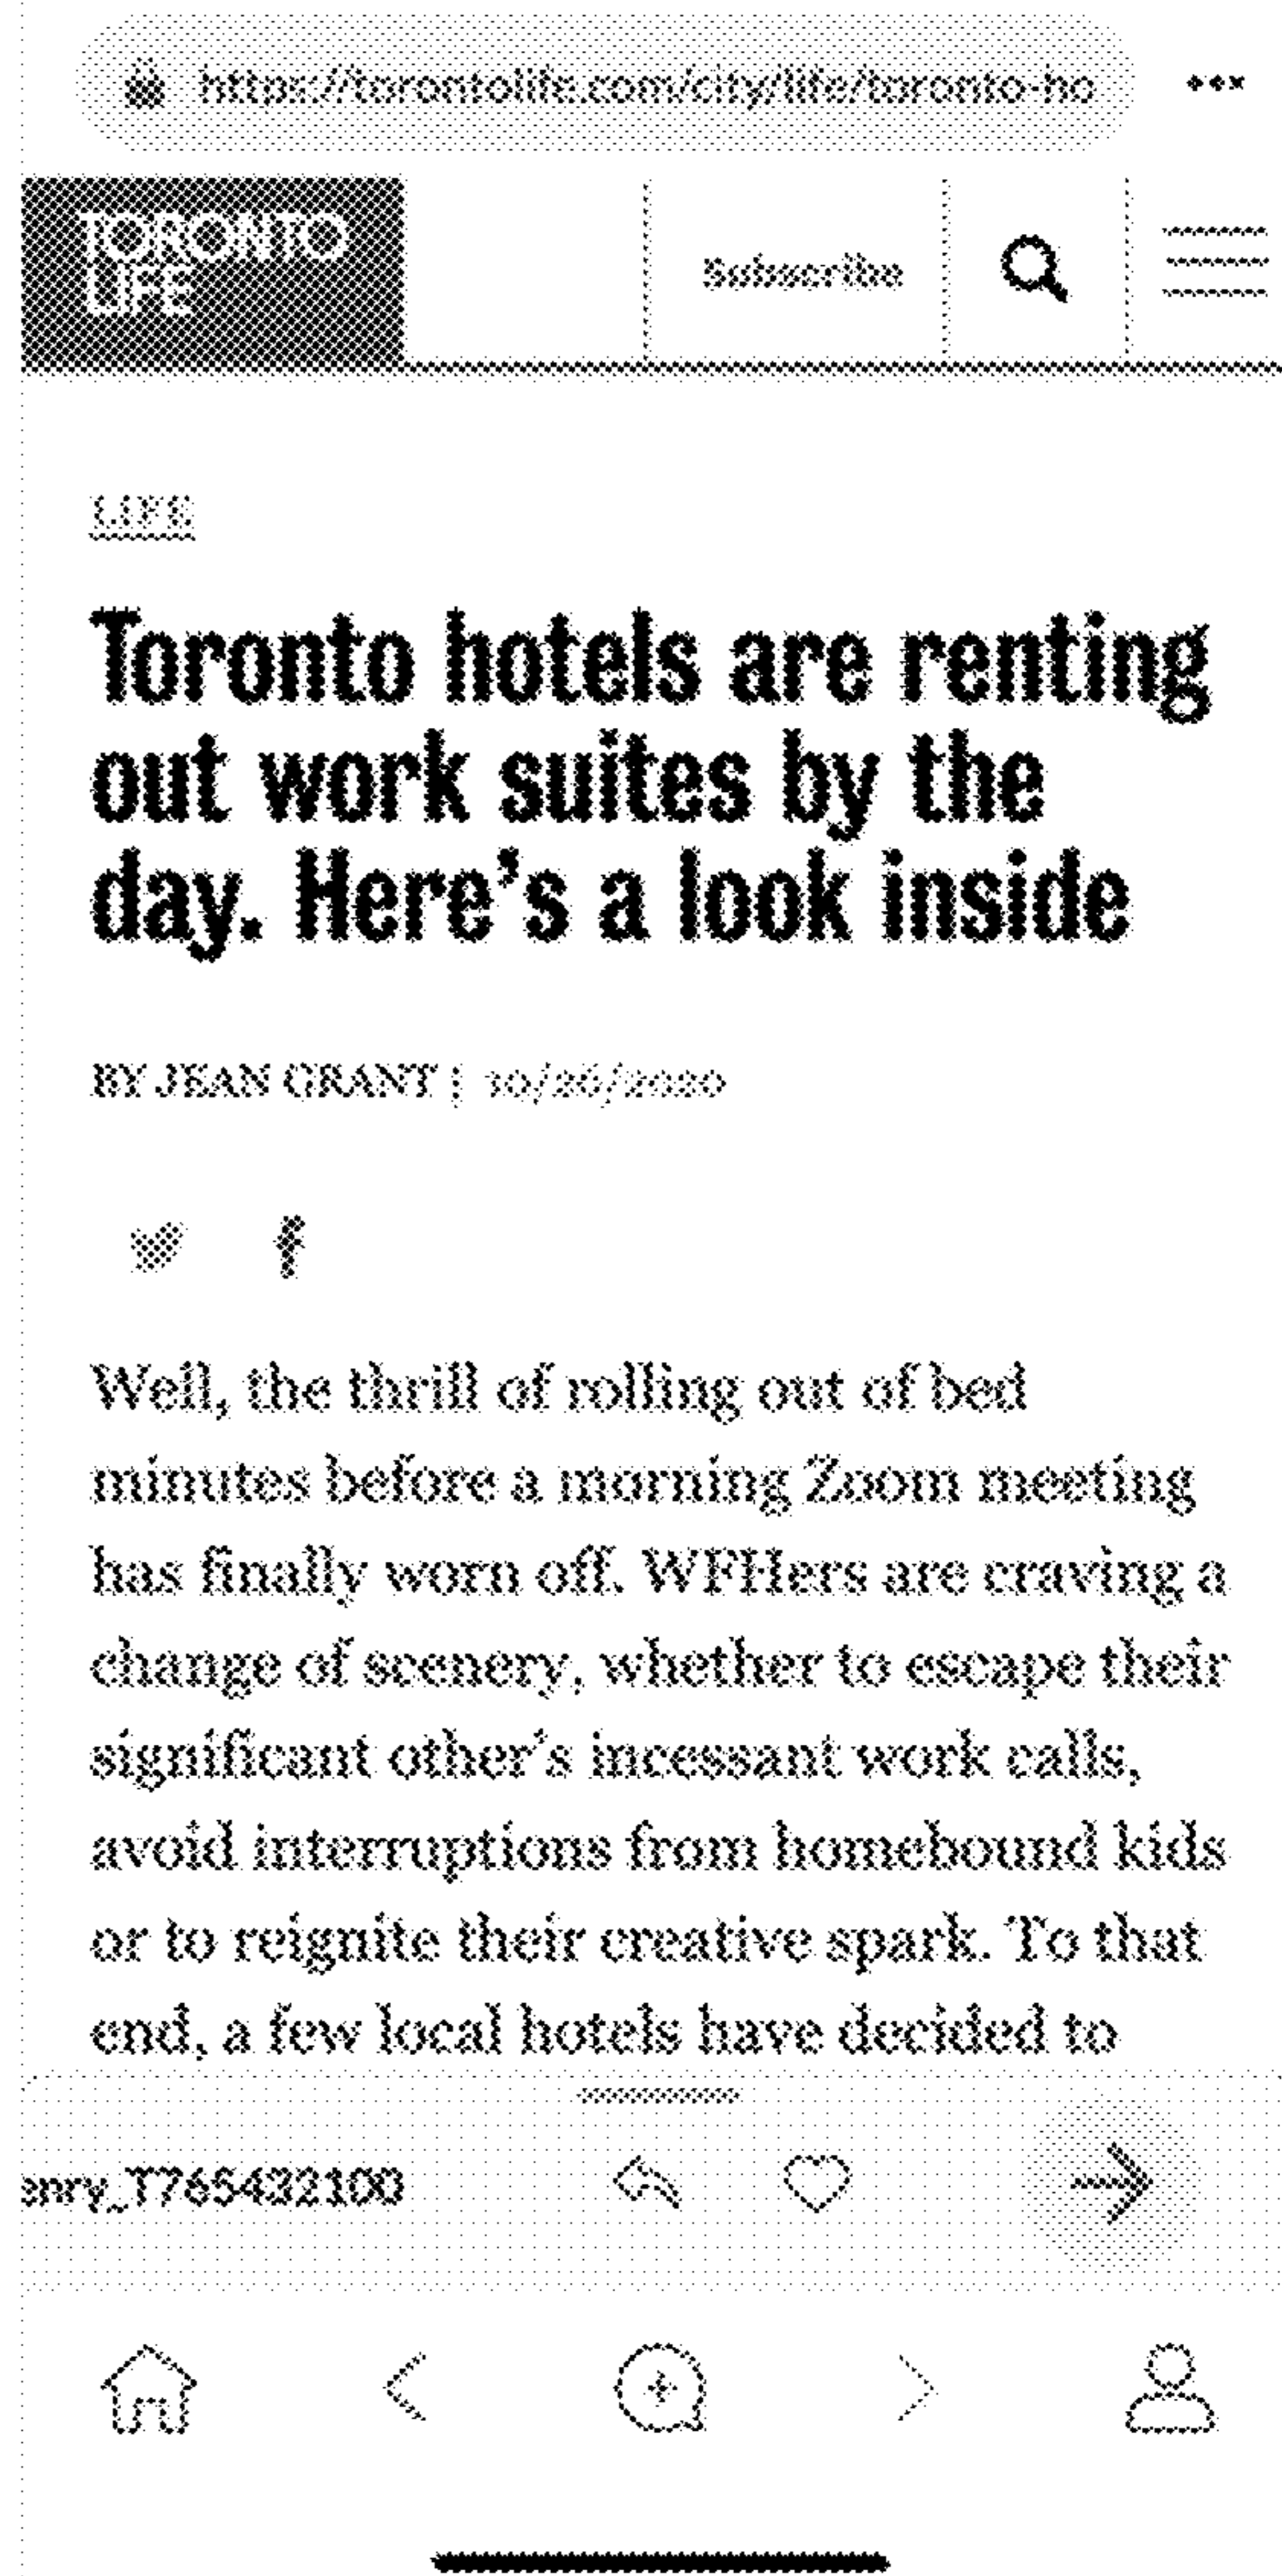 https://torontolife.com/city/life/toronto-ho
TORONTO
LIFE
Subscribe
LIFE
Toronto hotels are renting
out work suites by the
day. Here’s a look inside
BY JEAN GRANT | 10/26/2020
Well, the thrill of rolling out of bed
minutes before a morning Zoom meeting
has finally worn off. WFHers are craving a
change of scenery, whether to escape their
significant other’s incessant work calls,
avoid interruptions from homebound kids
or to reignite their creative spark. To that
end, a few local hotels have decided to
enry_T765432100